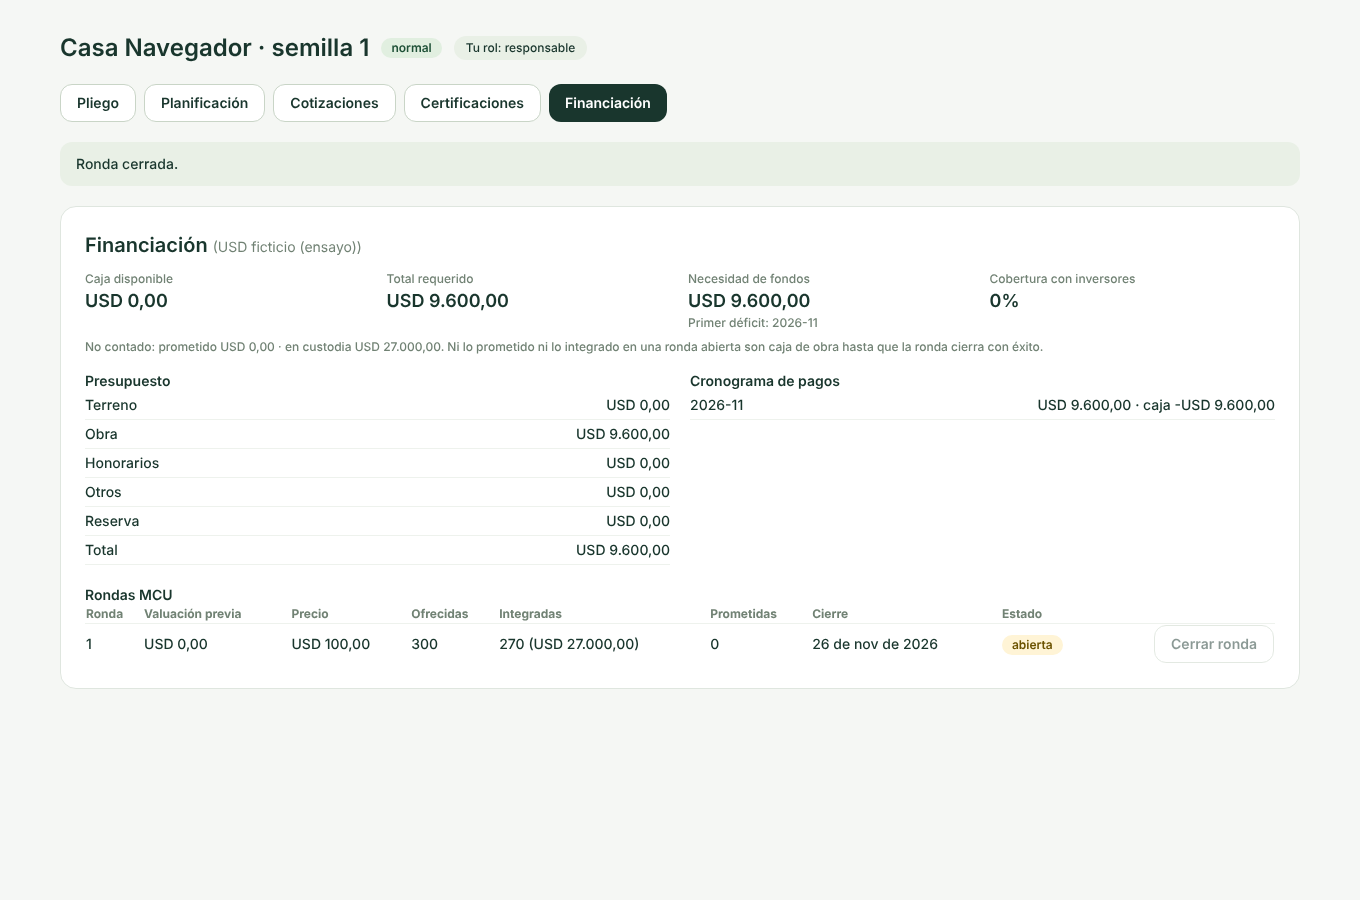 Casa Navegador · semilla 1 normal Tu rol: responsable
Pliego Planificación Cotizaciones Certificaciones Financiación
Ronda cerrada.
Financiación (USD ficticio (ensayo))
Caja disponible Total requerido Necesidad de fondos Cobertura con inversores
USD 0,00 USD 9.600,00 USD 9.600,00 0%
Primer déficit: 2026-11
No contado: prometido USD 0,00 · en custodia USD 27.000,00. Ni lo prometido ni lo integrado en una ronda abierta son caja de obra hasta que la ronda cierra con éxito.
Presupuesto
Terreno USD 0,00
Obra USD 9.600,00
Honorarios USD 0,00
Otros USD 0,00
Reserva USD 0,00
Total USD 9.600,00
Cronograma de pagos
2026-11 USD 9.600,00 · caja -USD 9.600,00
Rondas MCU
Ronda Valuación previa Precio Ofrecidas Integradas Prometidas Cierre Estado
1 USD 0,00 USD 100,00 300 270 (USD 27.000,00) 0 26 de nov de 2026 abierta Cerrar ronda